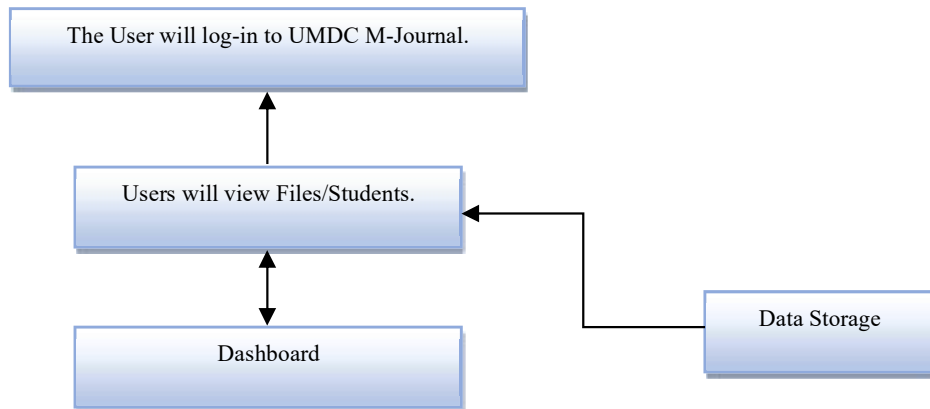 The User will log-in to UMDC M-Journal.
Users will view Files/Students.
Data Storage
Dashboard